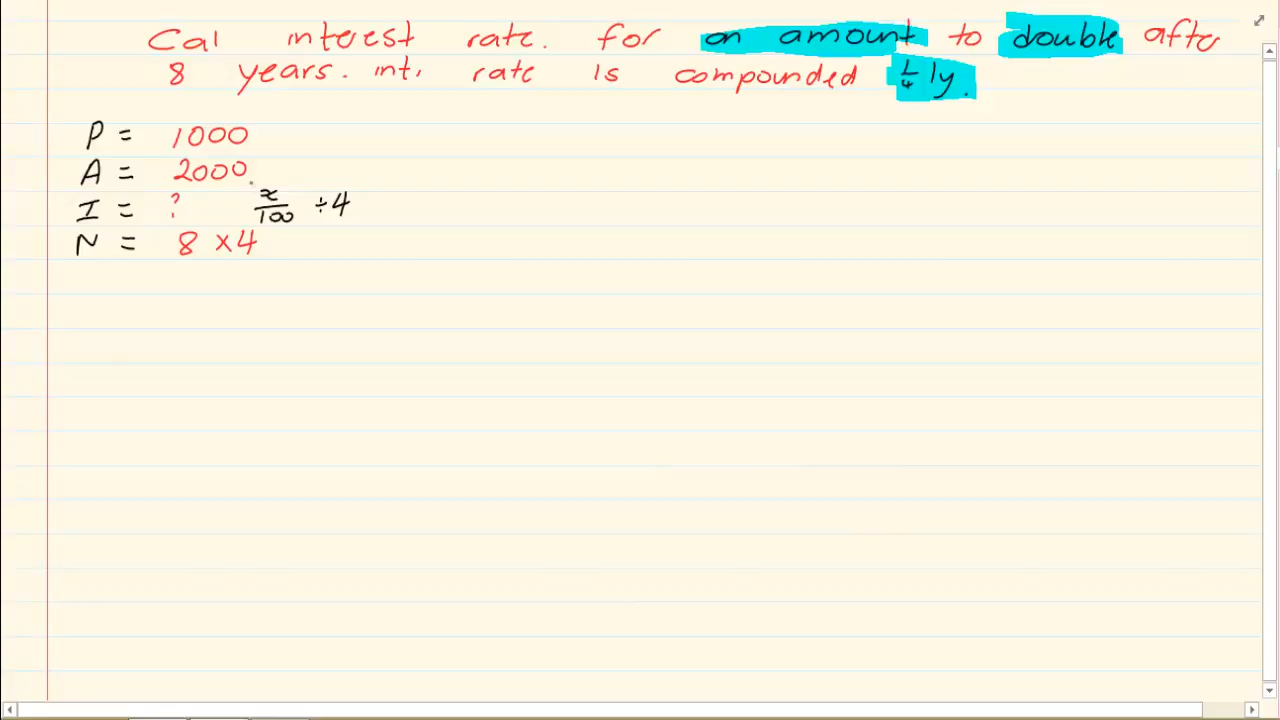 Cal interest rate. for an amount to double after
8 years. int. rate is compounded ¼ly.
P = 1000
A = 2000.
I = ? x/100 ÷4
N = 8 ×4